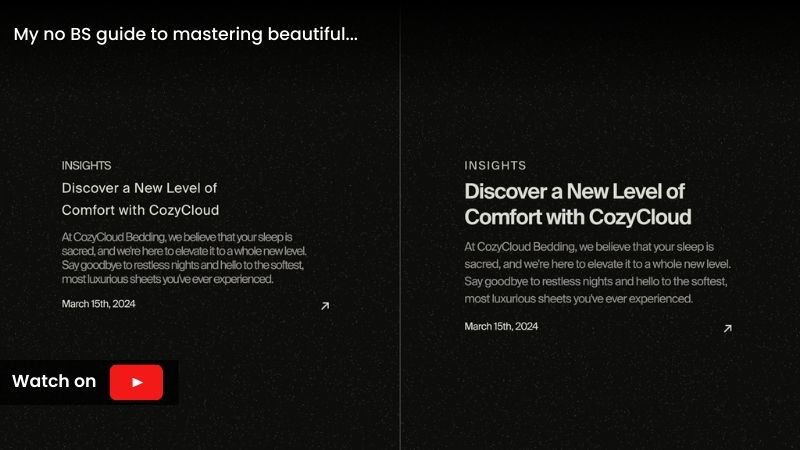 My no BS guide to mastering beautiful...
INSIGHTS
Discover a New Level of
Comfort with CozyCloud
At CozyCloud Bedding, we believe that your sleep is
sacred, and we're here to elevate it to a whole new level.
Say goodbye to restless nights and hello to the softest,
most luxurious sheets you've ever experienced.
March 15th, 2024
INSIGHTS
Discover a New Level of
Comfort with CozyCloud
At CozyCloud Bedding, we believe that your sleep is
sacred, and we're here to elevate it to a whole new level.
Say goodbye to restless nights and hello to the softest,
most luxurious sheets you've ever experienced.
March 15th, 2024
Watch on